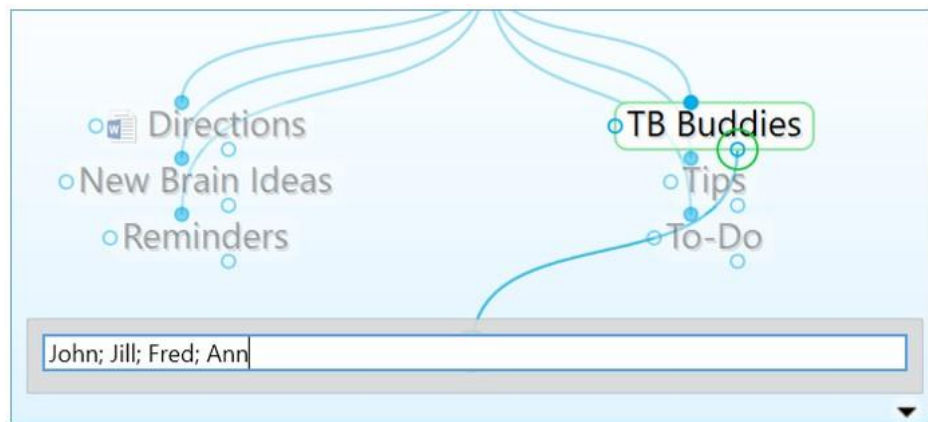 Directions
TB Buddies
New Brain Ideas
Tips
Reminders
To-Do
John; Jill; Fred; Ann